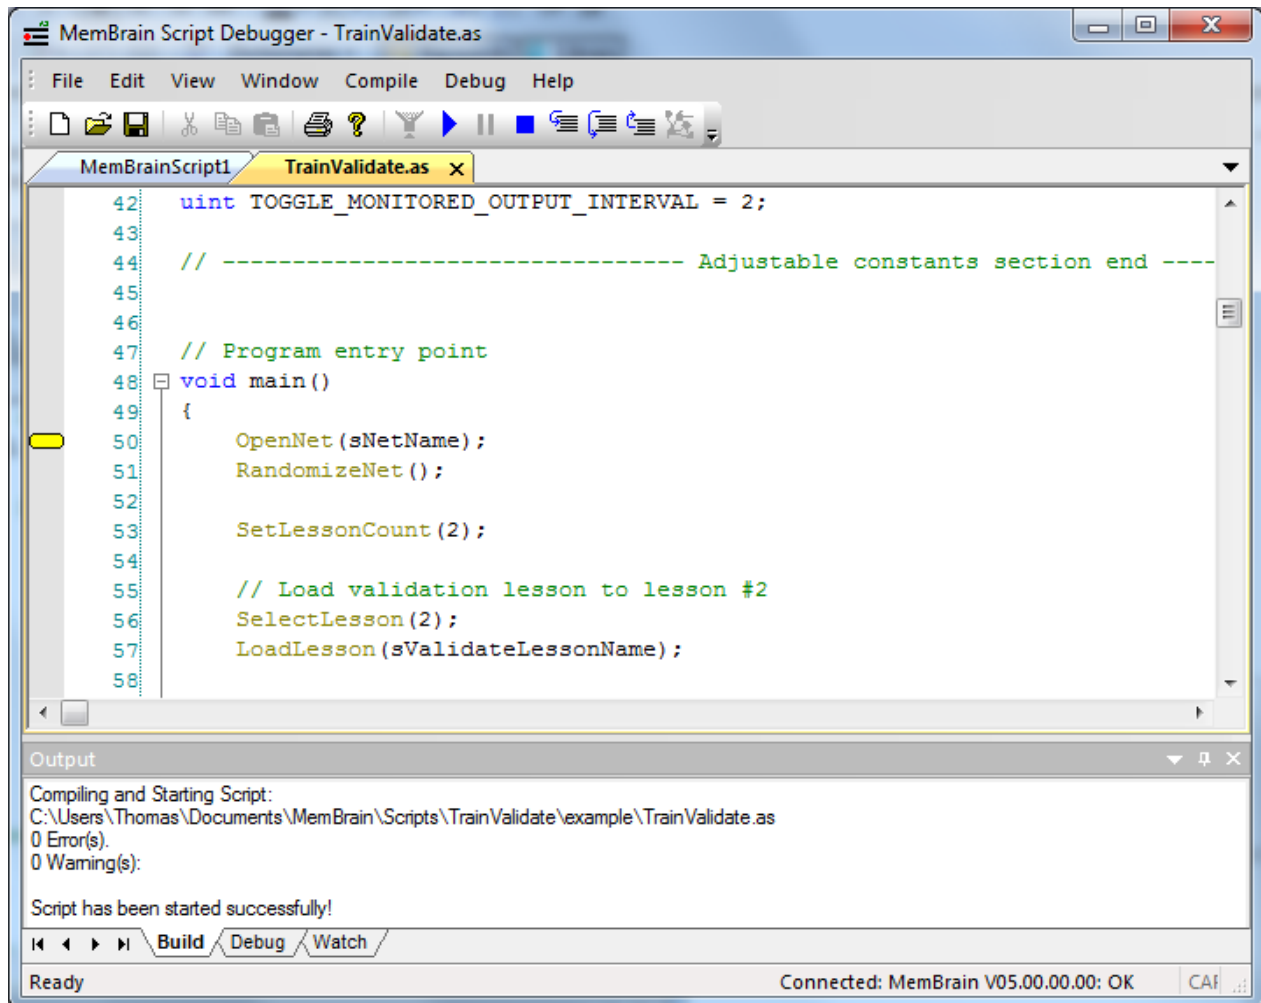 MemBrain Script Debugger - TrainValidate.as
File Edit View Window Compile Debug Help
MemBrainScript1 TrainValidate.as
42 uint TOGGLE_MONITORED_OUTPUT_INTERVAL = 2;
43
44 // --------------------------------- Adjustable constants section end ----
45
46
47 // Program entry point
48 void main()
49 {
50 OpenNet(sNetName);
51 RandomizeNet();
52
53 SetLessonCount(2);
54
55 // Load validation lesson to lesson #2
56 SelectLesson(2);
57 LoadLesson(sValidateLessonName);
58
Output
Compiling and Starting Script:
C:\Users\Thomas\Documents\MemBrain\Scripts\TrainValidate\example\TrainValidate.as
0 Error(s).
0 Warning(s):
Script has been started successfully!
Build Debug Watch
Ready Connected: MemBrain V05.00.00.00: OK